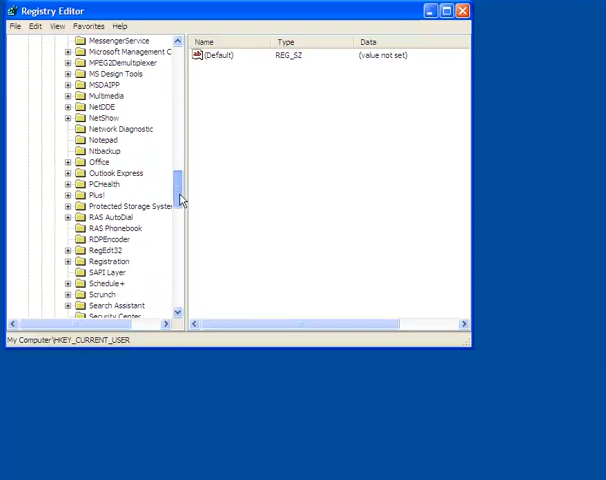 Registry Editor
File Edit View Favorites Help
MessengerService
Microsoft Management C
MPEG2Demultiplexer
MS Design Tools
MSDAIPP
Multimedia
NetDDE
NetShow
Network Diagnostic
Notepad
Ntbackup
Office
Outlook Express
PCHealth
Plus!
Protected Storage System
RAS AutoDial
RAS Phonebook
RDPEncoder
RegEdt32
Registration
SAPI Layer
Schedule+
Scrunch
Search Assistant
Security Center
Name Type Data
ab (Default) REG_SZ (value not set)
My Computer\HKEY_CURRENT_USER